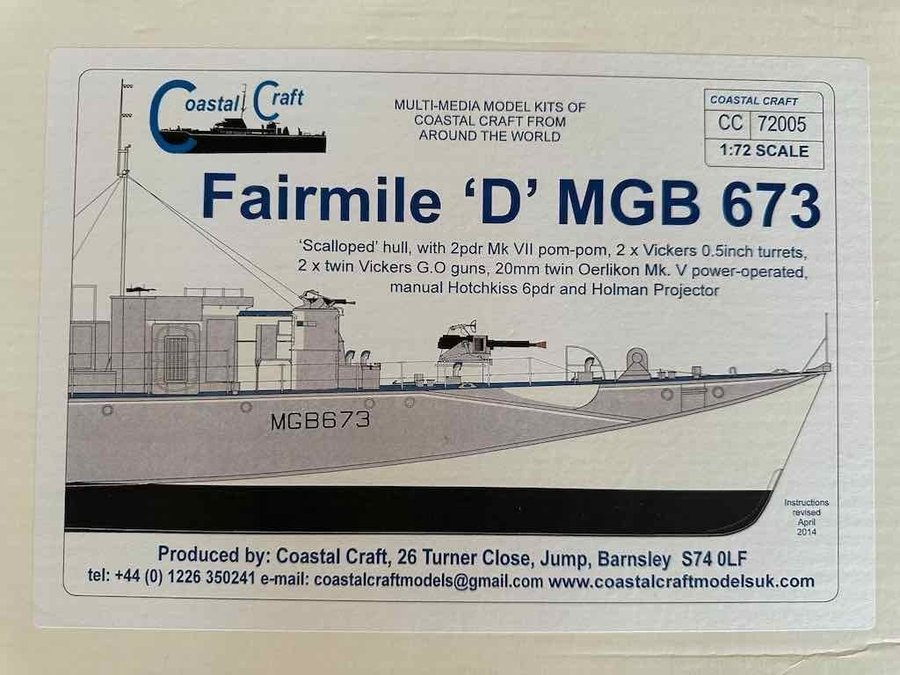 Coastal Craft
MULTI-MEDIA MODEL KITS OF
COASTAL CRAFT FROM
AROUND THE WORLD
COASTAL CRAFT
CC 72005
1:72 SCALE
Fairmile ‘D’ MGB 673
‘Scalloped’ hull, with 2pdr Mk VII pom-pom, 2 x Vickers 0.5inch turrets,
2 x twin Vickers G.O guns, 20mm twin Oerlikon Mk. V power-operated,
manual Hotchkiss 6pdr and Holman Projector
MGB673
Instructions
revised
April
2014
Produced by: Coastal Craft, 26 Turner Close, Jump, Barnsley S74 0LF
tel: +44 (0) 1226 350241 e-mail: coastalcraftmodels@gmail.com www.coastalcraftmodelsuk.com